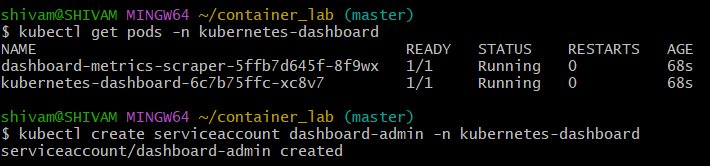 shivam@SHIVAM MINGW64 ~/container_lab (master)
$ kubectl get pods -n kubernetes-dashboard
NAME                                         READY   STATUS    RESTARTS   AGE
dashboard-metrics-scraper-5ffb7d645f-8f9wx   1/1     Running   0          68s
kubernetes-dashboard-6c7b75ffc-xc8v7         1/1     Running   0          68s
shivam@SHIVAM MINGW64 ~/container_lab (master)
$ kubectl create serviceaccount dashboard-admin -n kubernetes-dashboard
serviceaccount/dashboard-admin created